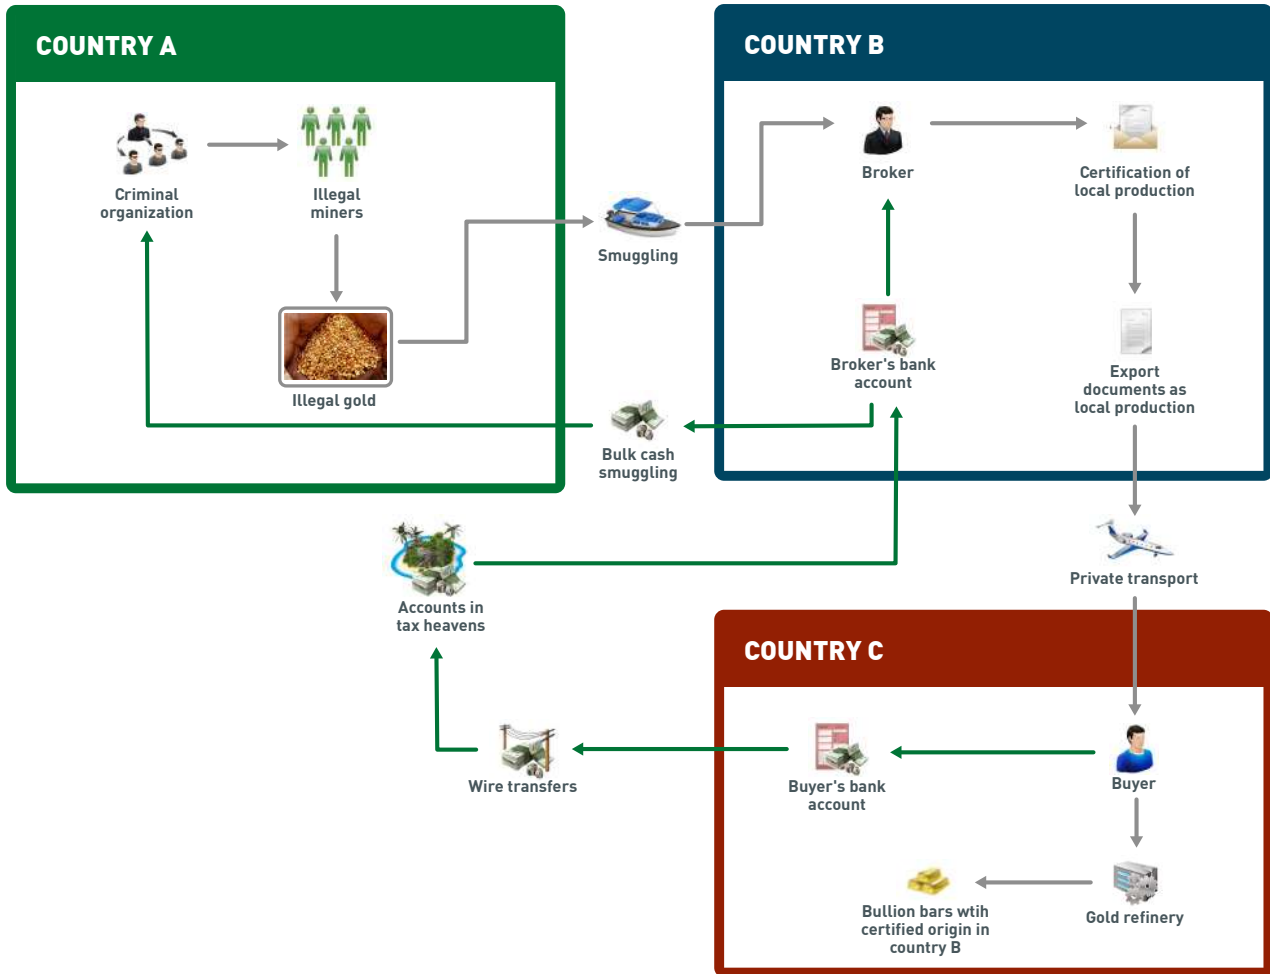 COUNTRY A
Criminal
organization
Illegal
miners
Illegal gold
Smuggling
Bulk cash
smuggling
COUNTRY B
Broker
Certification of
local production
Broker's bank
account
Export
documents as
local production
Private transport
Accounts in
tax heavens
Wire transfers
COUNTRY C
Buyer's bank
account
Buyer
Bullion bars wtih
certified origin in
country B
Gold refinery